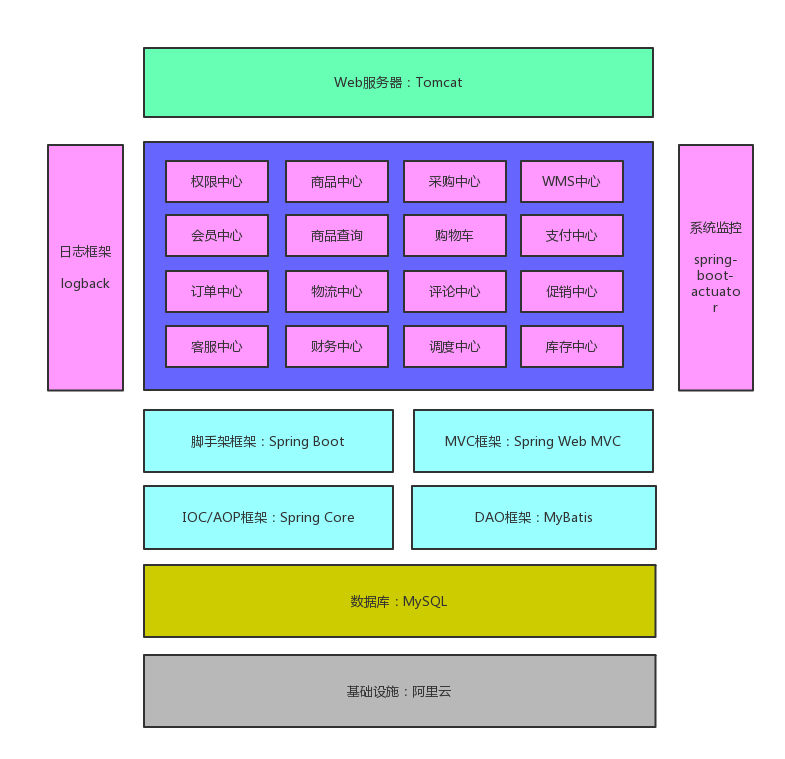 Web服务器：Tomcat
日志框架
logback
权限中心
商品中心
采购中心
WMS中心
会员中心
商品查询
购物车
支付中心
订单中心
物流中心
评论中心
促销中心
客服中心
财务中心
调度中心
库存中心
系统监控
spring-
boot-
actuato
r
脚手架框架：Spring Boot
MVC框架：Spring Web MVC
IOC/AOP框架：Spring Core
DAO框架：MyBatis
数据库：MySQL
基础设施：阿里云